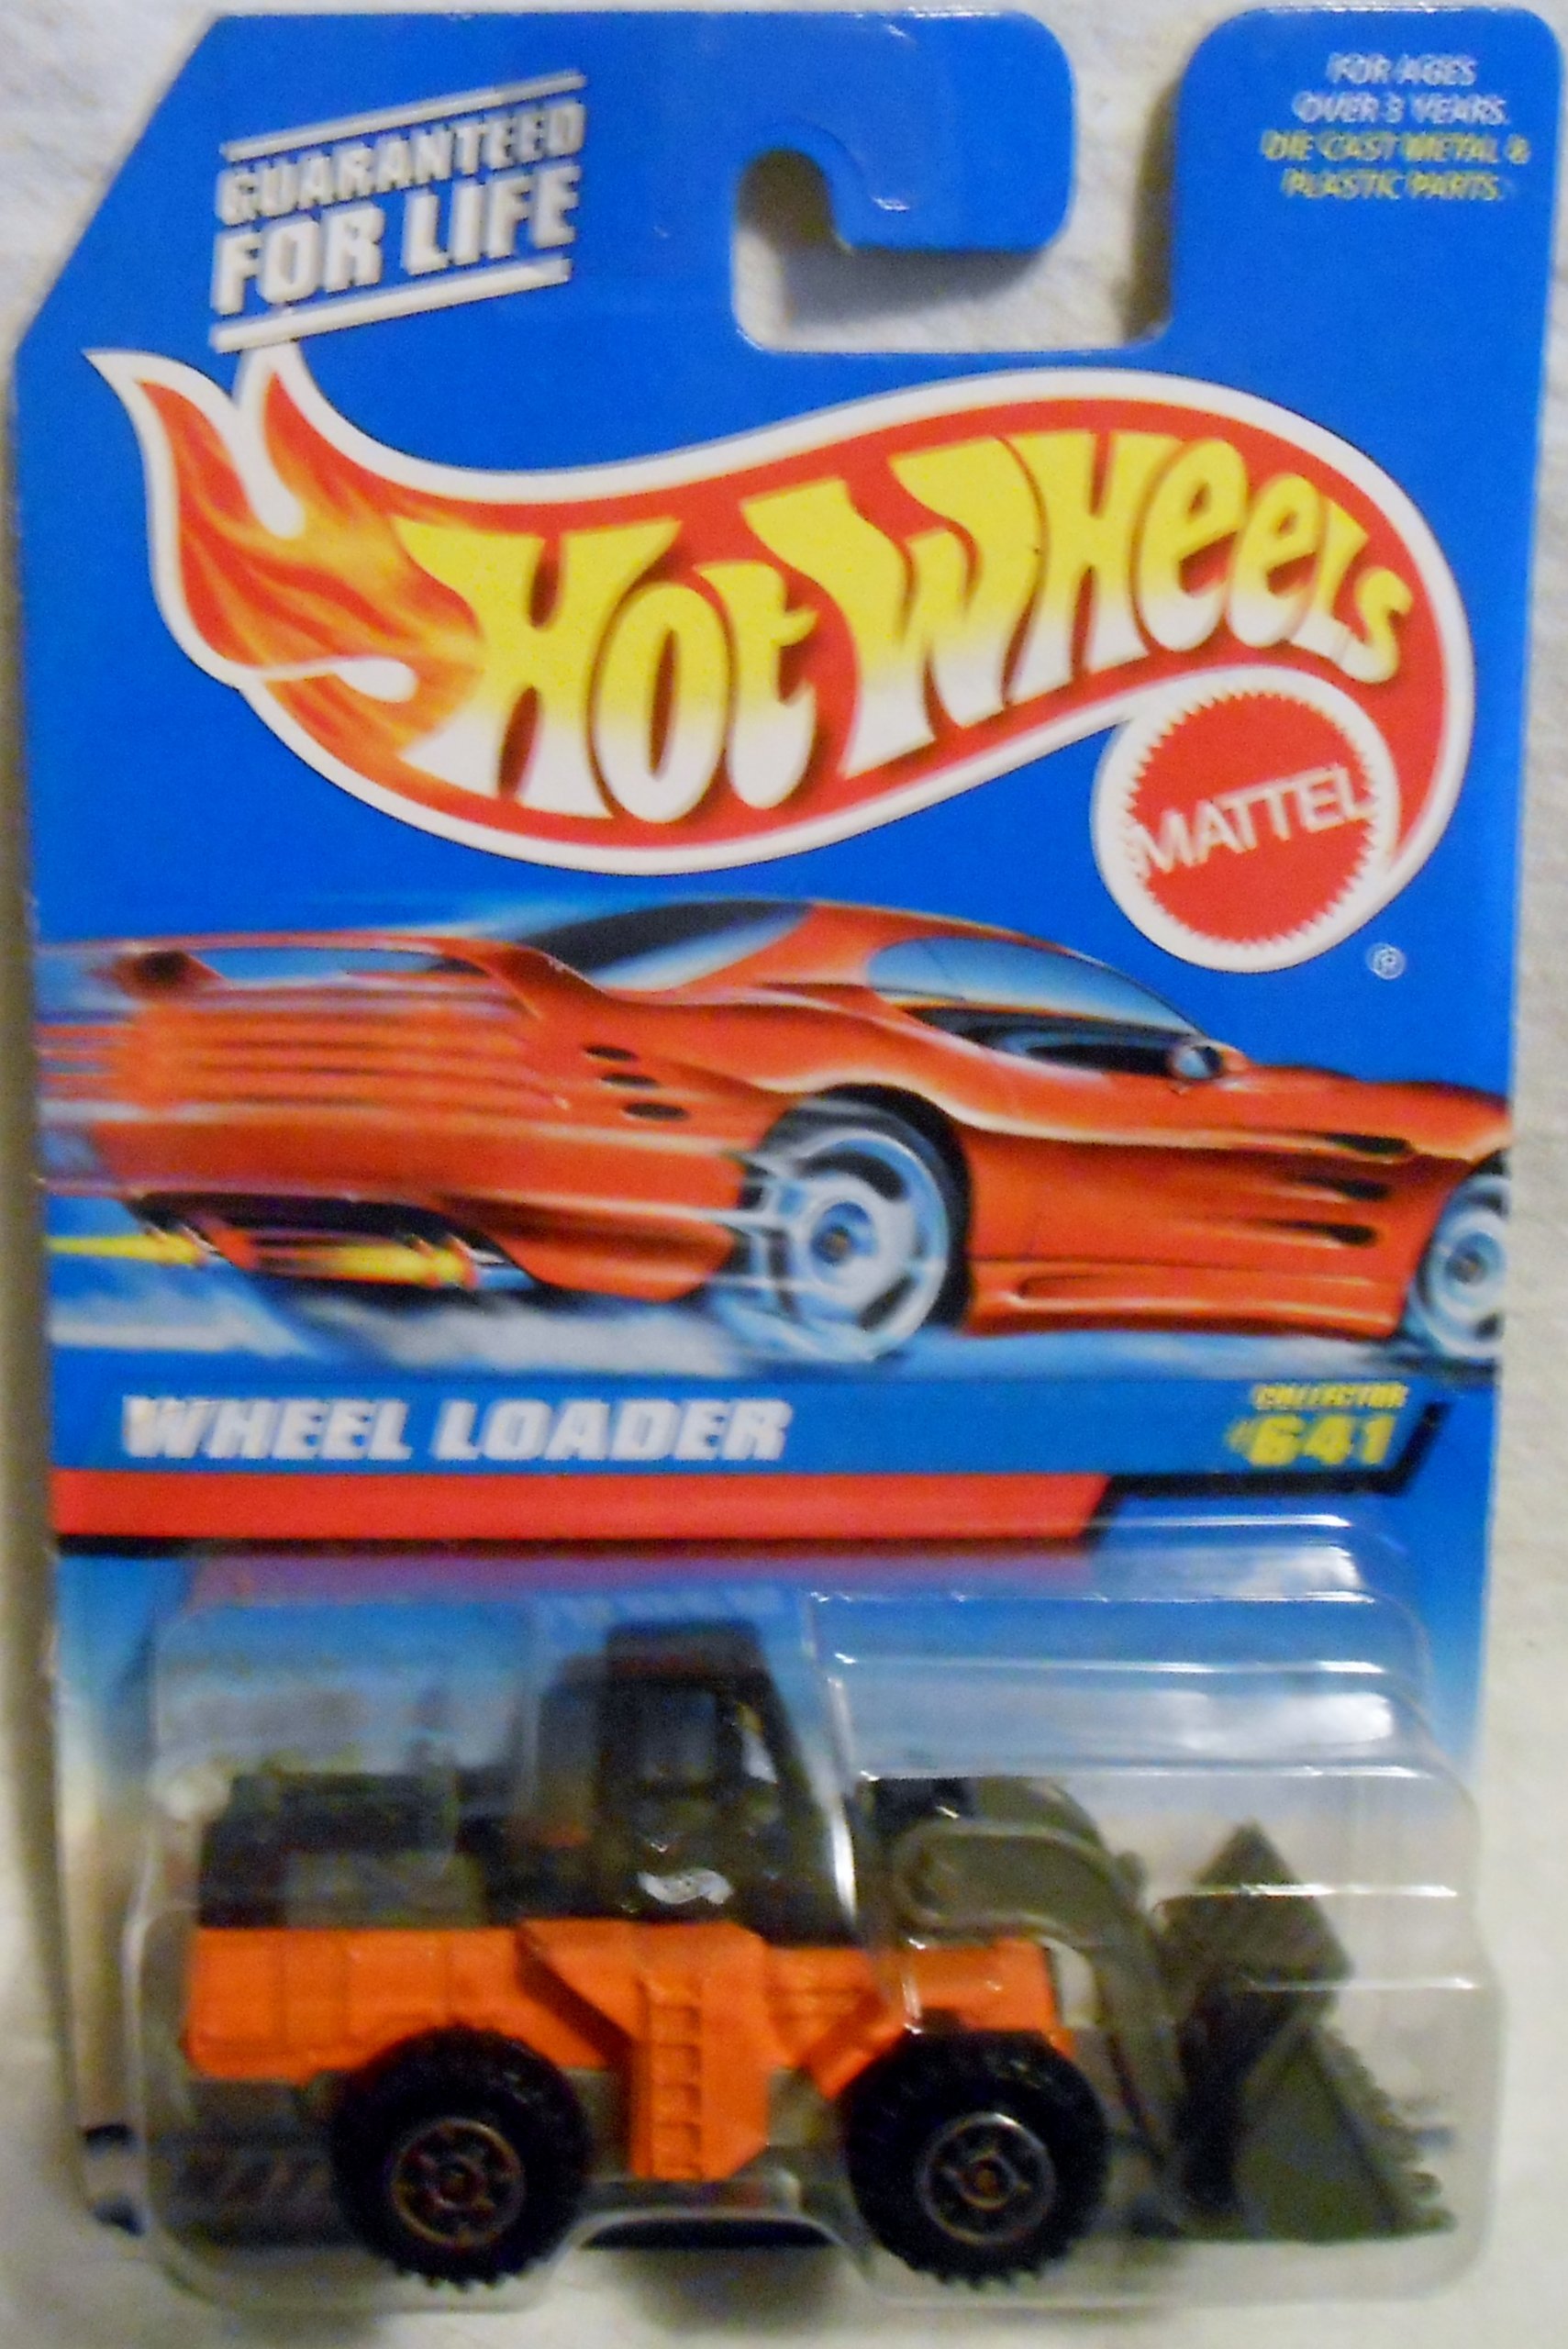 GUARANTEED
FOR LIFE
FOR AGES
OVER 3 YEARS.
DIE CAST METAL &
PLASTIC PARTS.
HOT WHEELS
MATTEL
®
WHEEL LOADER
COLLECTOR
#641